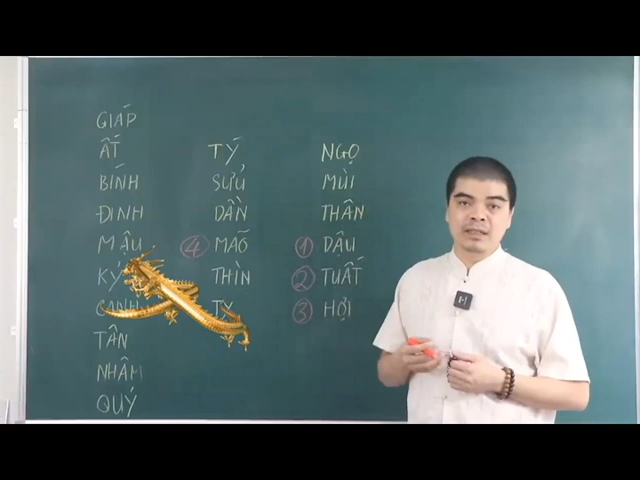 GIÁP
ẤT
BÍNH
ĐINH
MẬU
KỶ
CANH
TÂN
NHÂM
QUÝ
TÝ
SỬU
DẦN
④ MÃO
THÌN
TỴ
NGỌ
MÙI
THÂN
① DẬU
② TUẤT
③ HỢI